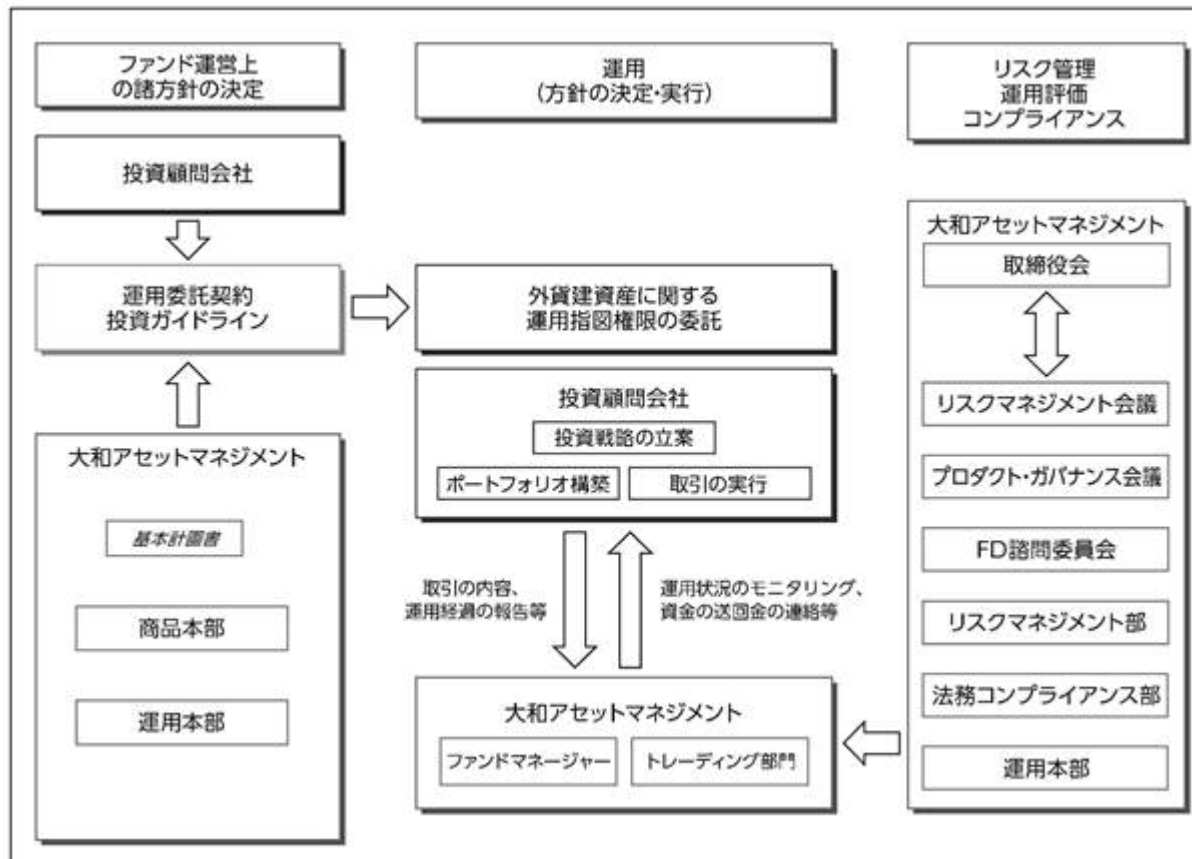 ファンド運営上
の諸方針の決定
運用
(方針の決定・実行)
リスク管理
運用評価
コンプライアンス
投資顧問会社
運用委託契約
投資ガイドライン
大和アセットマネジメント
基本計画書
商品本部
運用本部
外貨建資産に関する
運用指図権限の委託
投資顧問会社
投資戦略の立案
ポートフォリオ構築
取引の実行
取引の内容、
運用経過の報告等
運用状況のモニタリング、
資金の送回金の連絡等
大和アセットマネジメント
ファンドマネージャー
トレーディング部門
大和アセットマネジメント
取締役会
リスクマネジメント会議
プロダクト・ガバナンス会議
FD諮問委員会
リスクマネジメント部
法務コンプライアンス部
運用本部